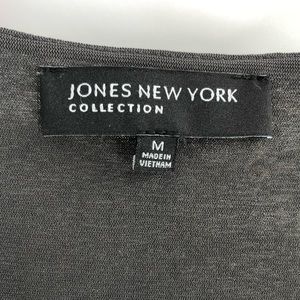 JONES NEW YORK
COLLECTION
M
MADE IN
VIETNAM